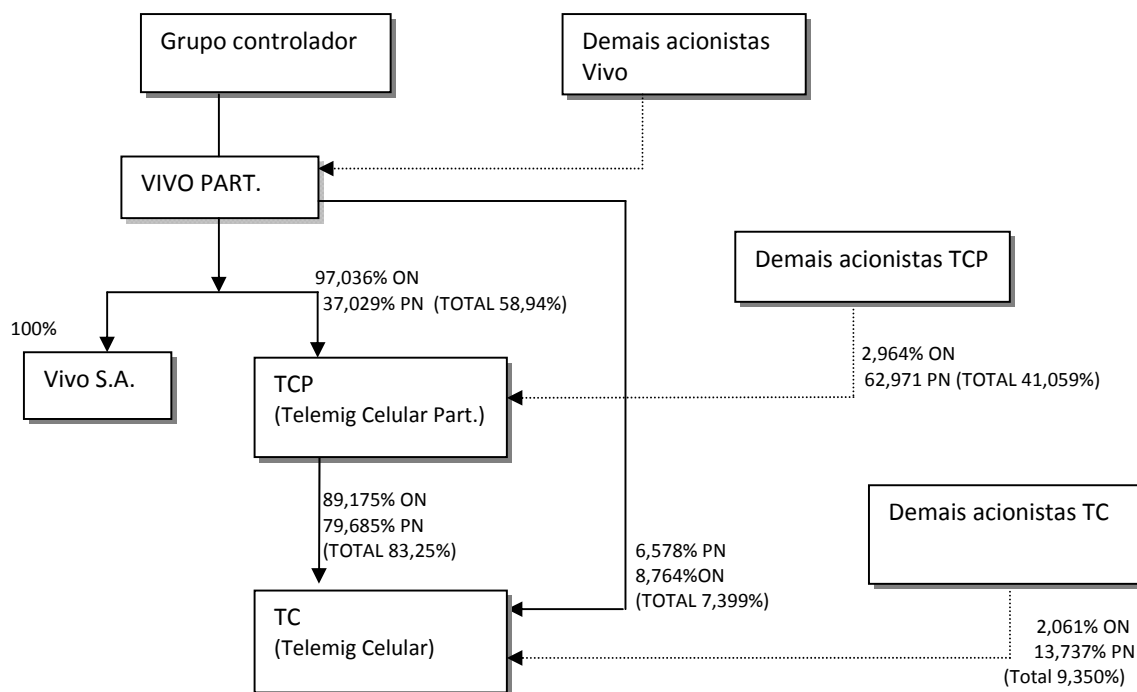 Grupo controlador
Demais acionistas
Vivo
VIVO PART.
Demais acionistas TCP
97,036% ON
37,029% PN (TOTAL 58,94%)
100%
Vivo S.A.
TCP
(Telemig Celular Part.)
2,964% ON
62,971 PN (TOTAL 41,059%)
89,175% ON
79,685% PN
(TOTAL 83,25%)
Demais acionistas TC
6,578% PN
8,764%ON
(TOTAL 7,399%)
TC
(Telemig Celular)
2,061% ON
13,737% PN
(Total 9,350%)